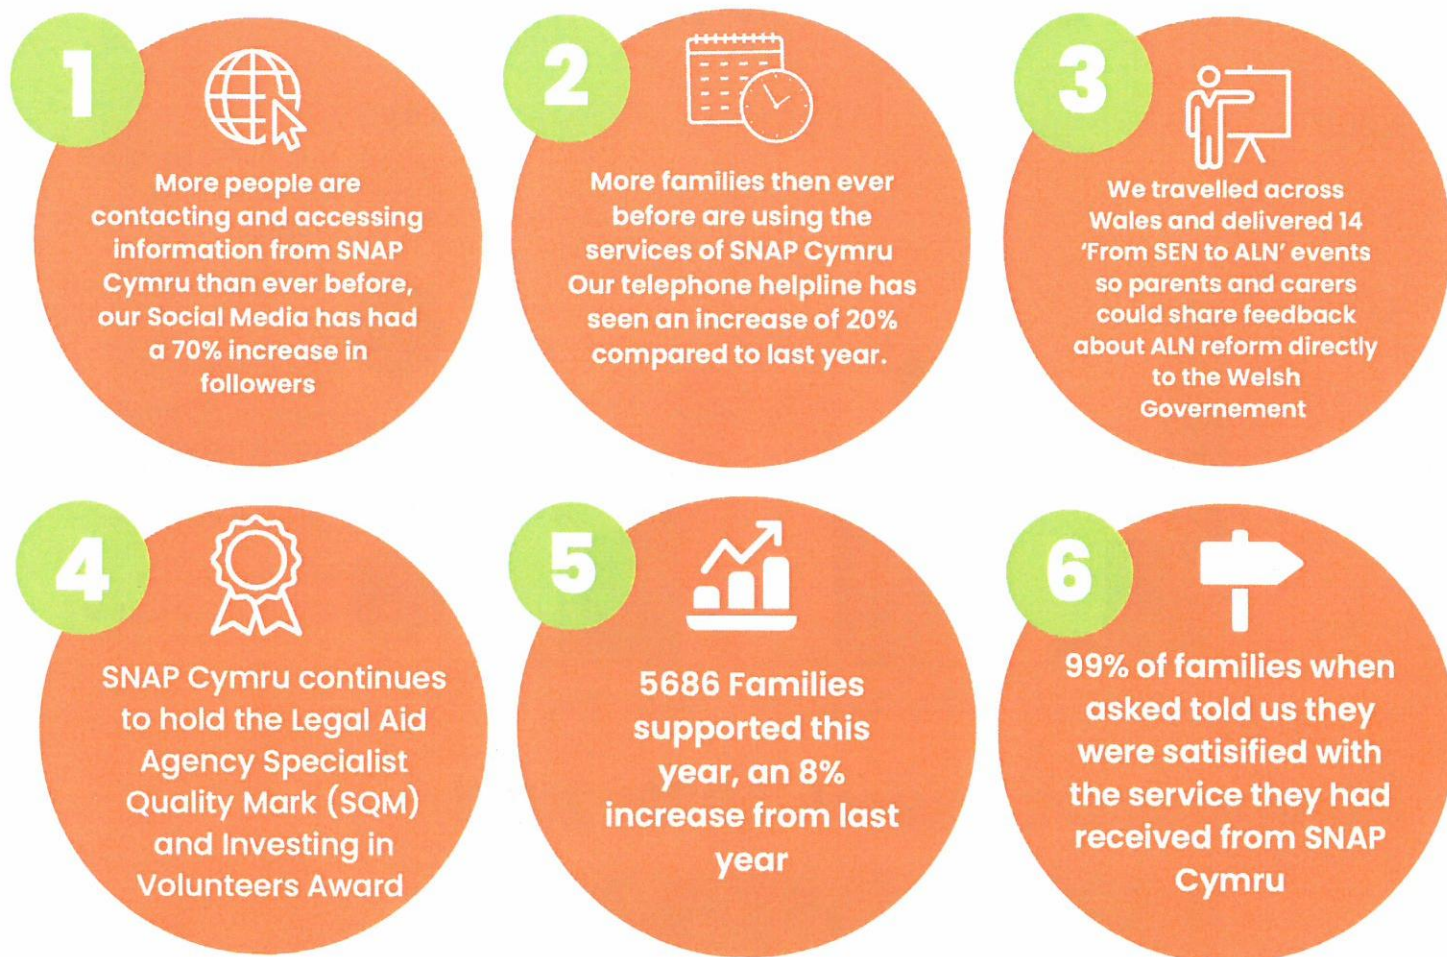 1
More people are
contacting and accessing
information from SNAP
Cymru than ever before,
our Social Media has had
a 70% increase in
followers
2
More families then ever
before are using the
services of SNAP Cymru
Our telephone helpline has
seen an increase of 20%
compared to last year.
3
We travelled across
Wales and delivered 14
‘From SEN to ALN’ events
so parents and carers
could share feedback
about ALN reform directly
to the Welsh
Governement
4
SNAP Cymru continues
to hold the Legal Aid
Agency Specialist
Quality Mark (SQM)
and Investing in
Volunteers Award
5
5686 Families
supported this
year, an 8%
increase from last
year
6
99% of families when
asked told us they
were satisified with
the service they had
received from SNAP
Cymru